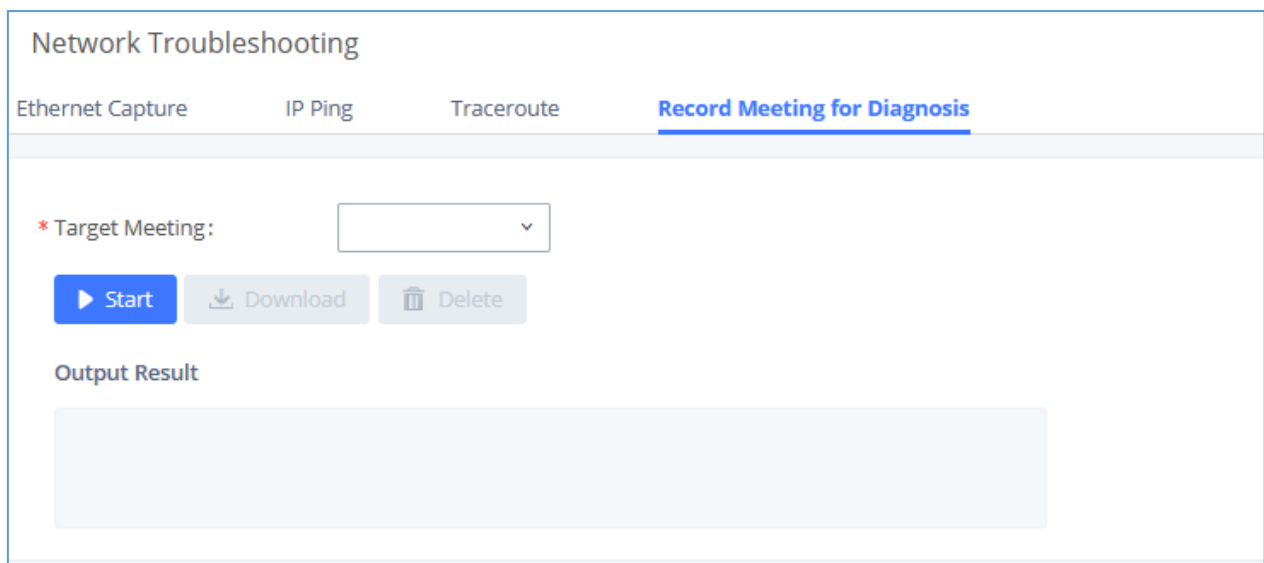 Network Troubleshooting
Ethernet Capture IP Ping Traceroute Record Meeting for Diagnosis
* Target Meeting:
Start Download Delete
Output Result